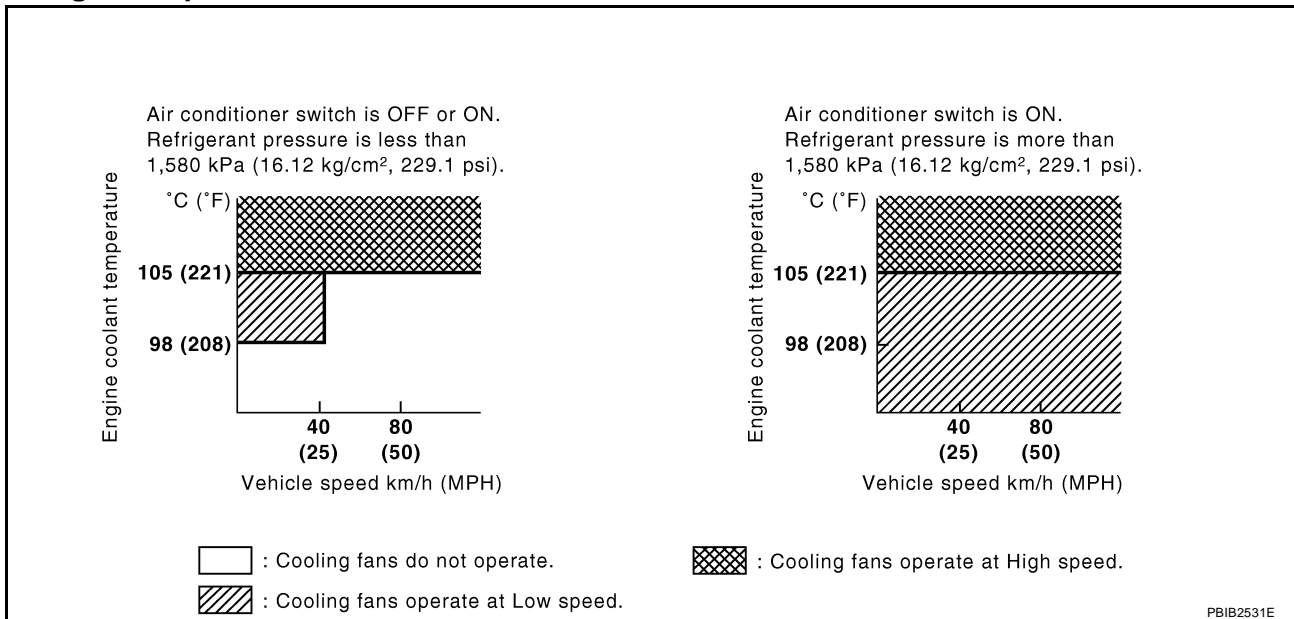 Air conditioner switch is OFF or ON.
Refrigerant pressure is less than
1,580 kPa (16.12 kg/cm², 229.1 psi).
Engine coolant temperature
˚C (˚F)
105 (221)
98 (208)
40
(25)
80
(50)
Vehicle speed km/h (MPH)
Air conditioner switch is ON.
Refrigerant pressure is more than
1,580 kPa (16.12 kg/cm², 229.1 psi).
Engine coolant temperature
˚C (˚F)
105 (221)
98 (208)
40
(25)
80
(50)
Vehicle speed km/h (MPH)
: Cooling fans do not operate.
: Cooling fans operate at Low speed.
: Cooling fans operate at High speed.
PBIB2531E